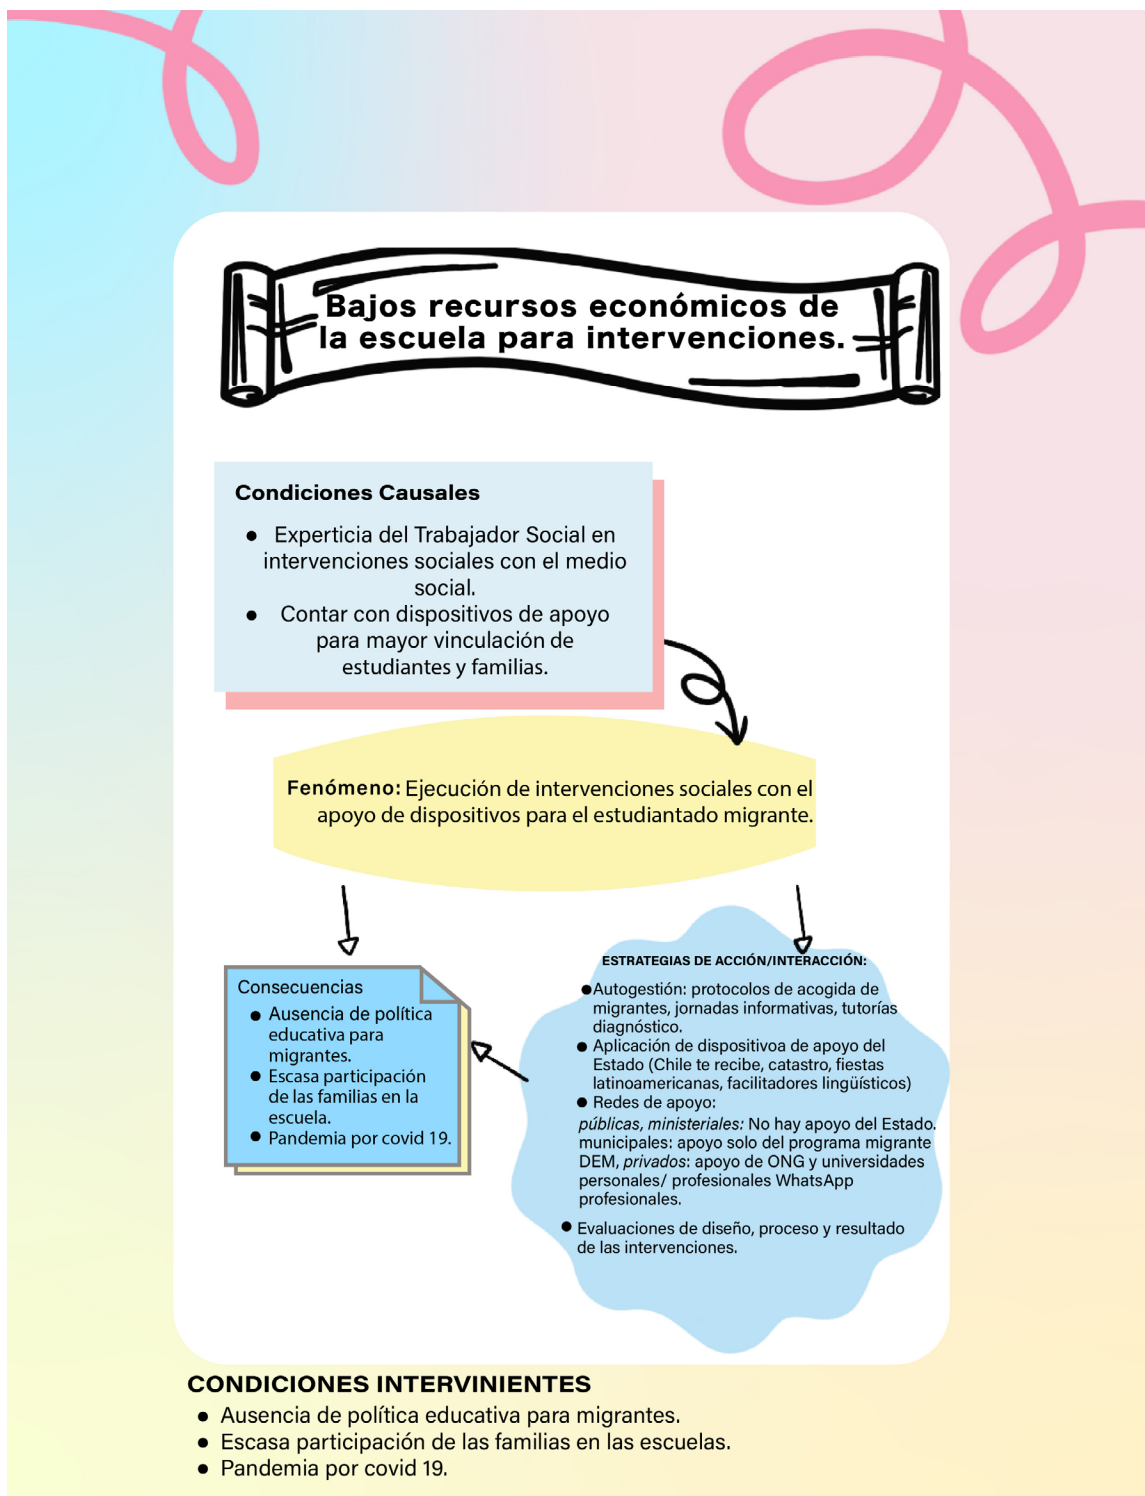 Bajos recursos económicos de
la escuela para intervenciones.
Condiciones Causales
● Experticia del Trabajador Social en
intervenciones sociales con el medio
social.
● Contar con dispositivos de apoyo
para mayor vinculación de
estudiantes y familias.
Fenómeno: Ejecución de intervenciones sociales con el
apoyo de dispositivos para el estudiantado migrante.
Consecuencias
● Ausencia de política
educativa para
migrantes.
● Escasa participación
de las familias en la
escuela.
● Pandemia por covid 19.
ESTRATEGIAS DE ACCIÓN/INTERACCIÓN:
● Autogestión: protocolos de acogida de
migrantes, jornadas informativas, tutorías
diagnóstico.
● Aplicación de dispositivoa de apoyo del
Estado (Chile te recibe, catastro, fiestas
latinoamericanas, facilitadores lingüísticos)
● Redes de apoyo:
públicas, ministeriales: No hay apoyo del Estado.
municipales: apoyo solo del programa migrante
DEM, privados: apoyo de ONG y universidades
personales/ profesionales WhatsApp
profesionales.
● Evaluaciones de diseño, proceso y resultado
de las intervenciones.
CONDICIONES INTERVINIENTES
● Ausencia de política educativa para migrantes.
● Escasa participación de las familias en las escuelas.
● Pandemia por covid 19.